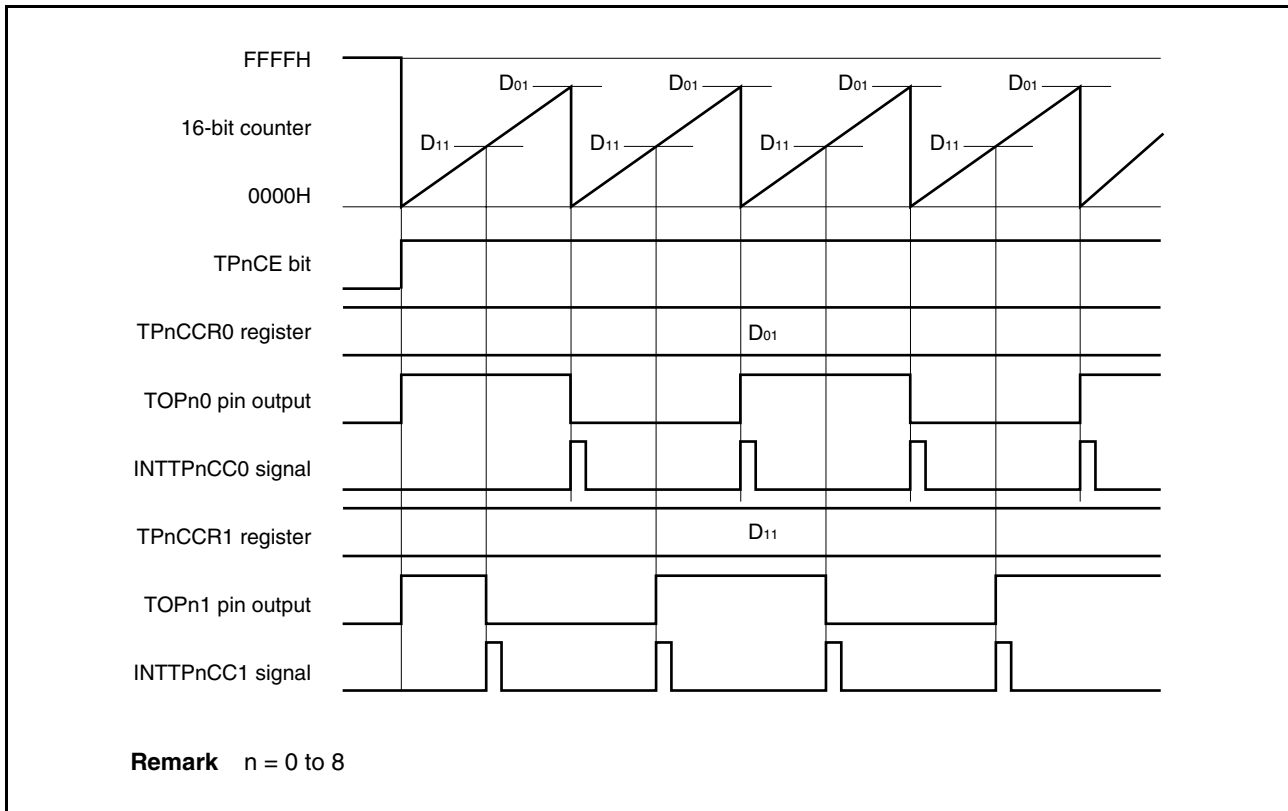 FFFFH
D01 D01 D01 D01
16-bit counter
D11 D11 D11 D11
0000H
TPnCE bit
TPnCCR0 register D01
TOPn0 pin output
INTTPnCC0 signal
TPnCCR1 register D11
TOPn1 pin output
INTTPnCC1 signal
Remark n = 0 to 8